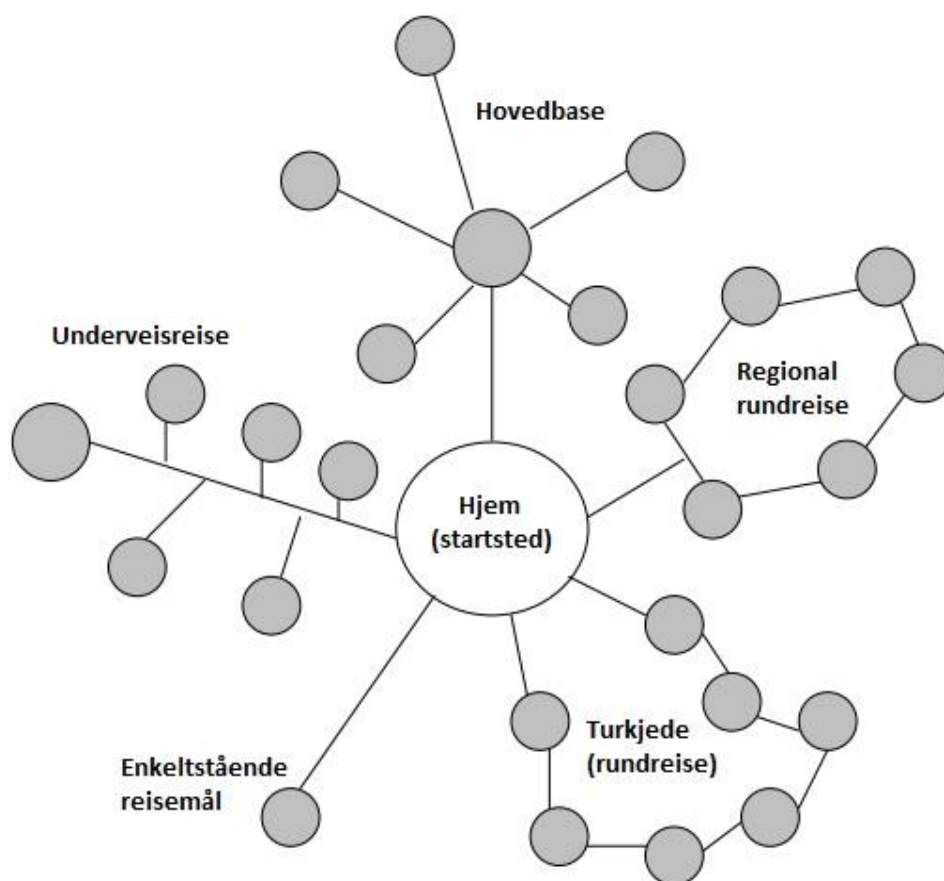 Hovedbase
Underveisreise
Regional
rundreise
Hjem
(startsted)
Turkjede
(rundreise)
Enkeltstående
reisemål